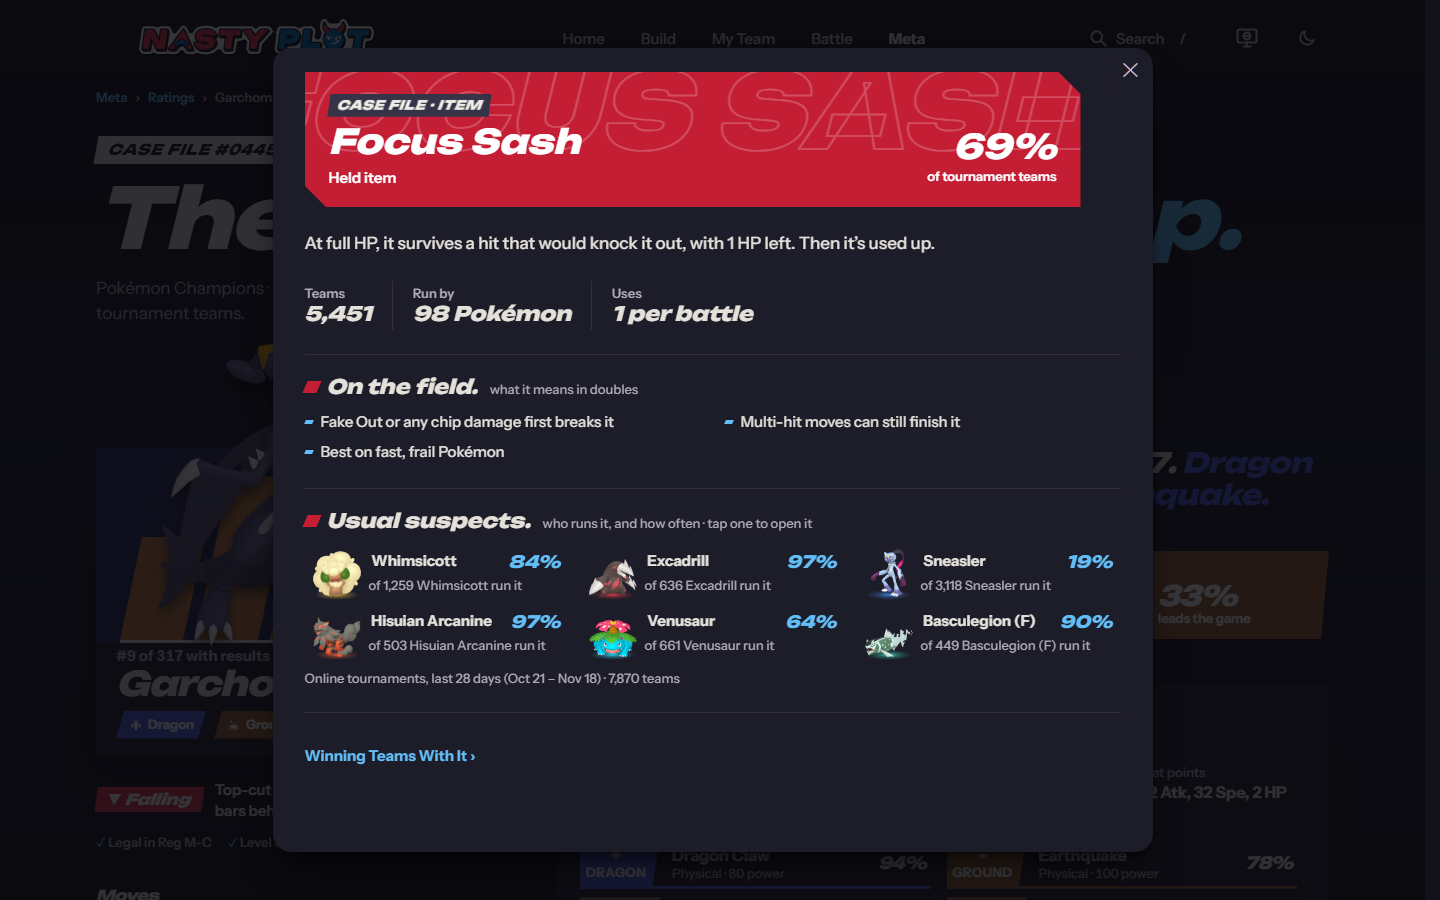 NASTY PLOT
Home
Build
My Team
Battle
Meta
Search /
Meta › Ratings › Garchom
CASE FILE #0445
The
p.
Pokémon Champions ·
tournament teams.
CASE FILE · ITEM
FOCUS SASH
Focus Sash
Held item
69%
of tournament teams
At full HP, it survives a hit that would knock it out, with 1 HP left. Then it’s used up.
Teams
5,451
Run by
98 Pokémon
Uses
1 per battle
On the field. what it means in doubles
Fake Out or any chip damage first breaks it
Multi-hit moves can still finish it
Best on fast, frail Pokémon
Usual suspects. who runs it, and how often · tap one to open it
Whimsicott 84%
of 1,259 Whimsicott run it
Excadrill 97%
of 636 Excadrill run it
Sneasler 19%
of 3,118 Sneasler run it
Hisuian Arcanine 97%
of 503 Hisuian Arcanine run it
Venusaur 64%
of 661 Venusaur run it
Basculegion (F) 90%
of 449 Basculegion (F) run it
Online tournaments, last 28 days (Oct 21 – Nov 18) · 7,870 teams
Winning Teams With It ›
7. Dragon
quake.
33%
leads the game
#9 of 317 with results
Garcho
Dragon
Grou
▼ Falling
Top-cut
bars beh
✓ Legal in Reg M-C
✓ Level
Moves
at points
2 Atk, 32 Spe, 2 HP
DRAGON
Dragon Claw
Physical · 80 power
94%
GROUND
Earthquake
Physical · 100 power
78%